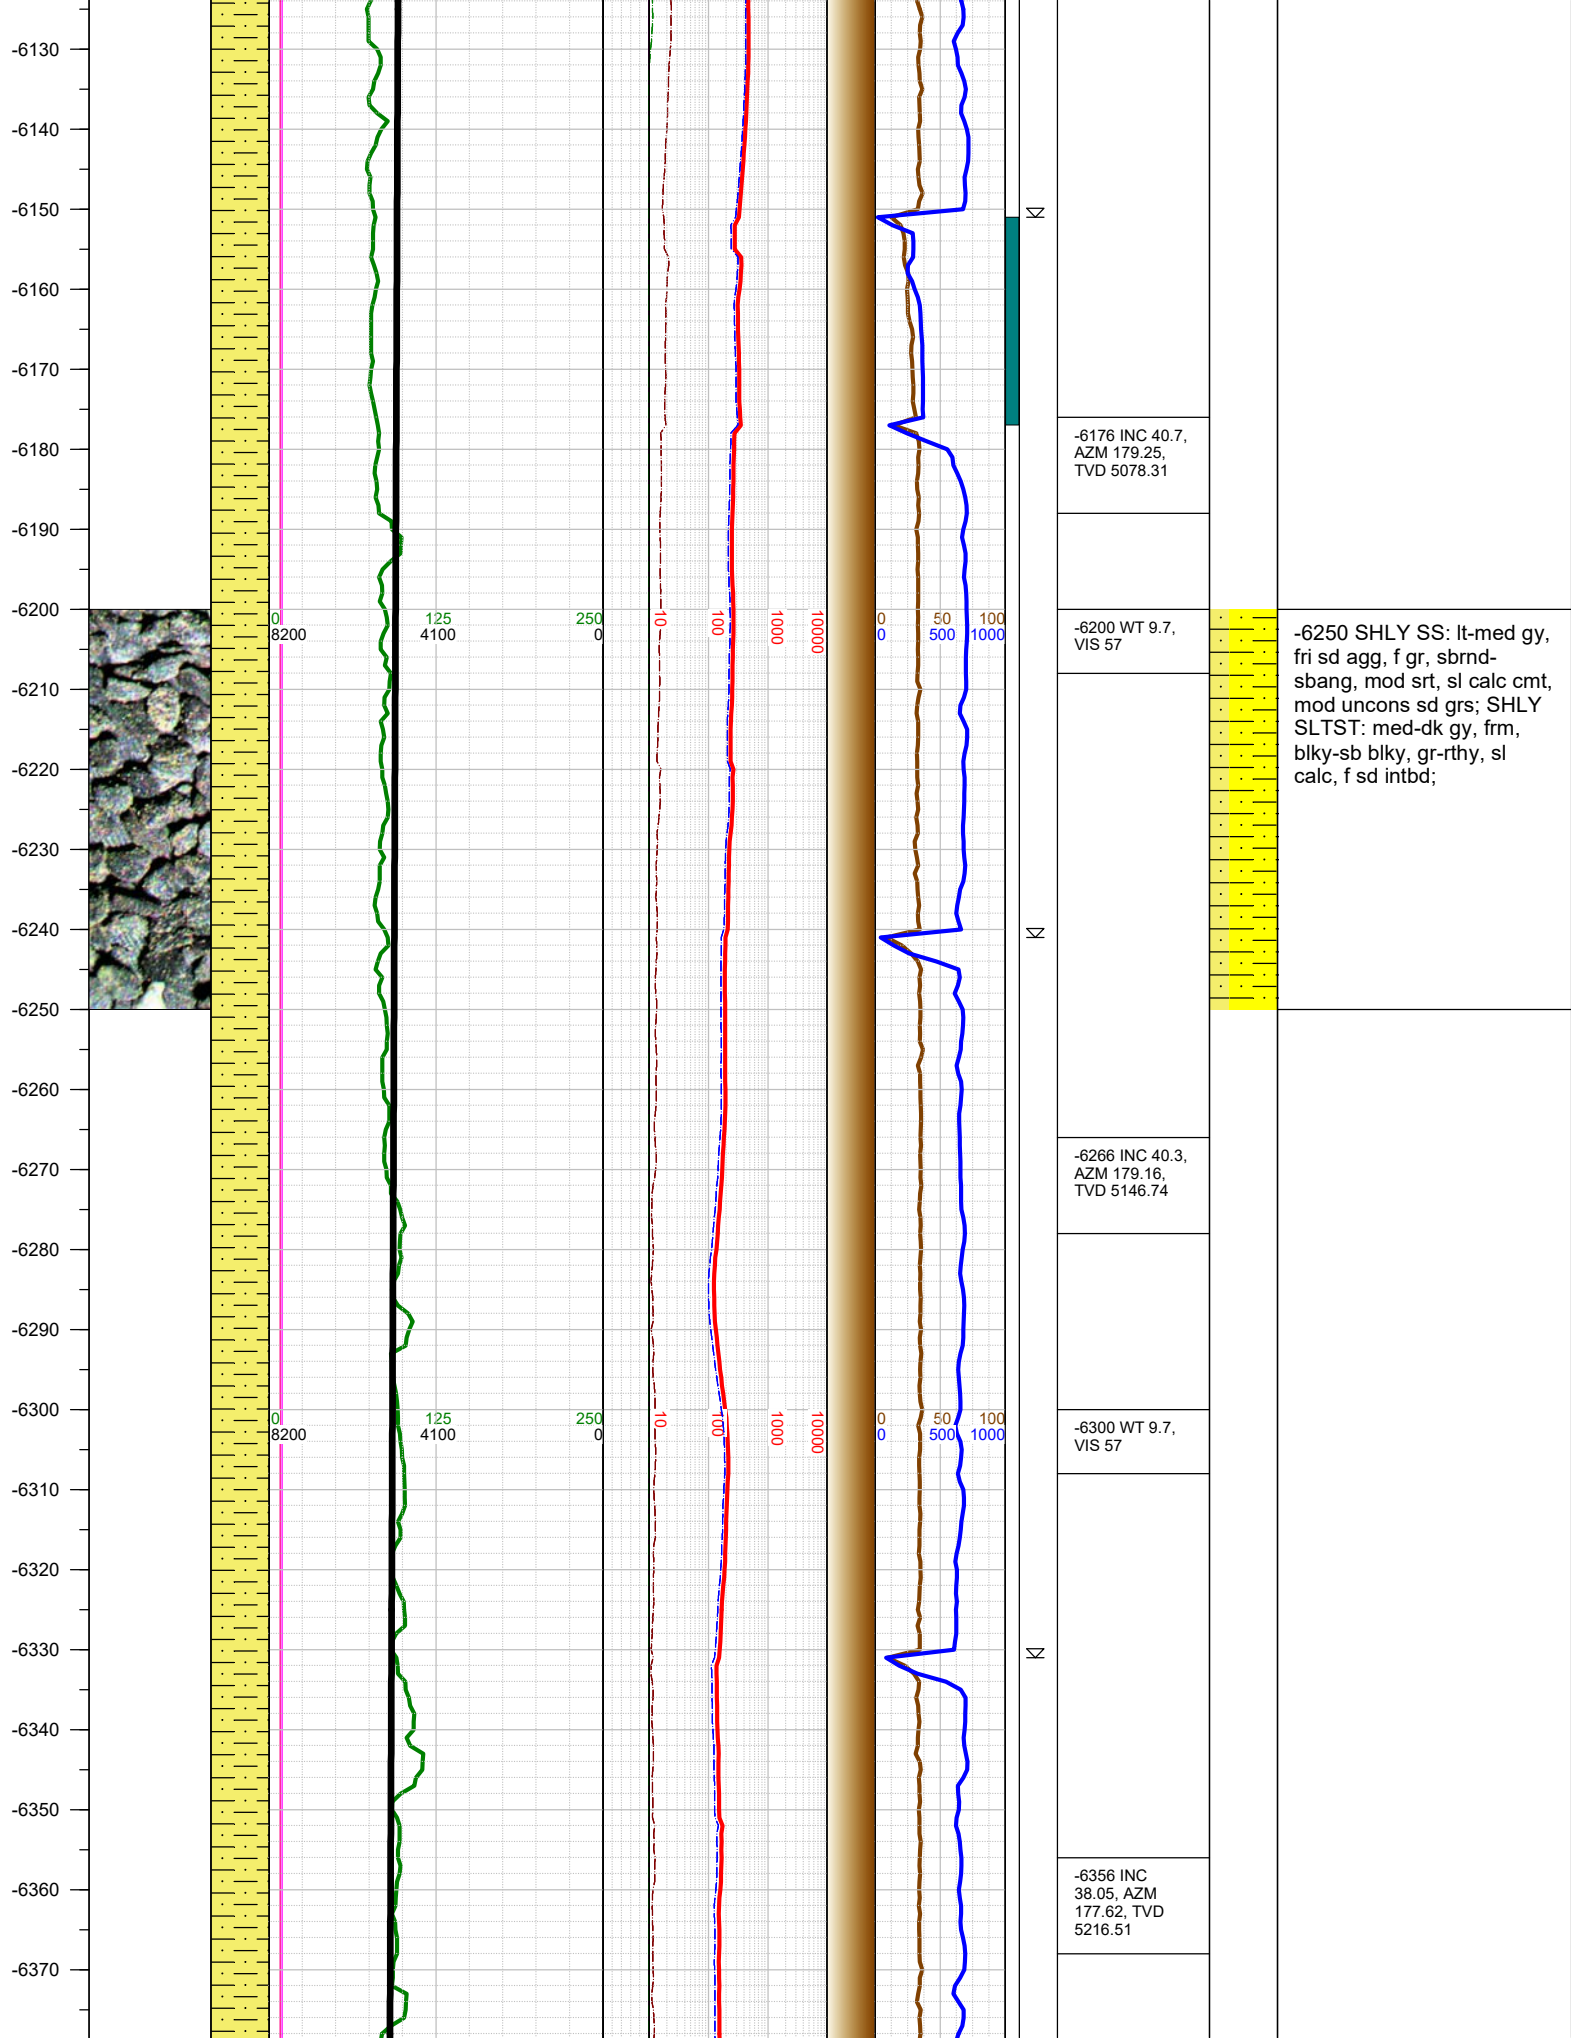 -6130
-6140
-6150
-6160
-6170
-6176 INC 40.7,
AZM 179.25,
TVD 5078.31
-6180
-6190
-6200
0 125 250
8200 4100 0
10 100 1000 10000
0 50 100
0 500 1000
-6200 WT 9.7,
VIS 57
-6250 SHLY SS: lt-med gy,
fri sd agg, f gr, sbrnd-
sbang, mod srt, sl calc cmt,
mod uncons sd grs; SHLY
SLTST: med-dk gy, frm,
blky-sb blky, gr-rthy, sl
calc, f sd intbd;
-6210
-6220
-6230
-6240
-6250
-6260
-6266 INC 40.3,
AZM 179.16,
TVD 5146.74
-6270
-6280
-6290
-6300
0 125 250
8200 4100 0
10 100 1000 10000
0 50 100
0 500 1000
-6300 WT 9.7,
VIS 57
-6310
-6320
-6330
-6340
-6350
-6356 INC
38.05, AZM
177.62, TVD
5216.51
-6360
-6370